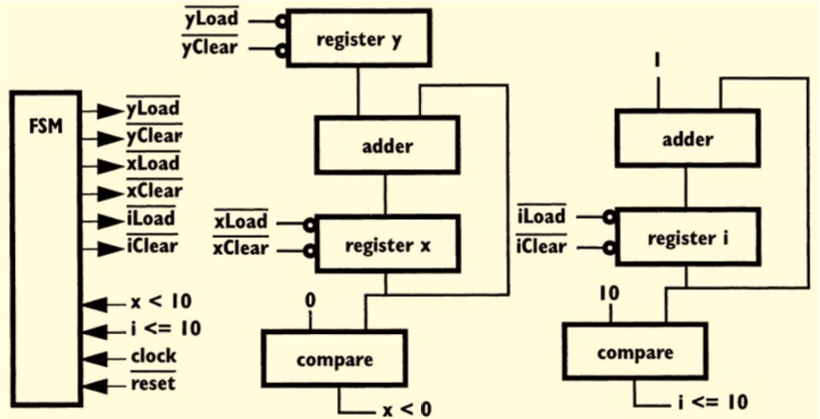 yLoad
yClear
register y
1
FSM
yLoad
yClear
xLoad
xClear
iLoad
iClear
x < 10
i <= 10
clock
reset
adder
xLoad
xClear
register x
0
compare
x < 0
adder
iLoad
iClear
register i
10
compare
i <= 10